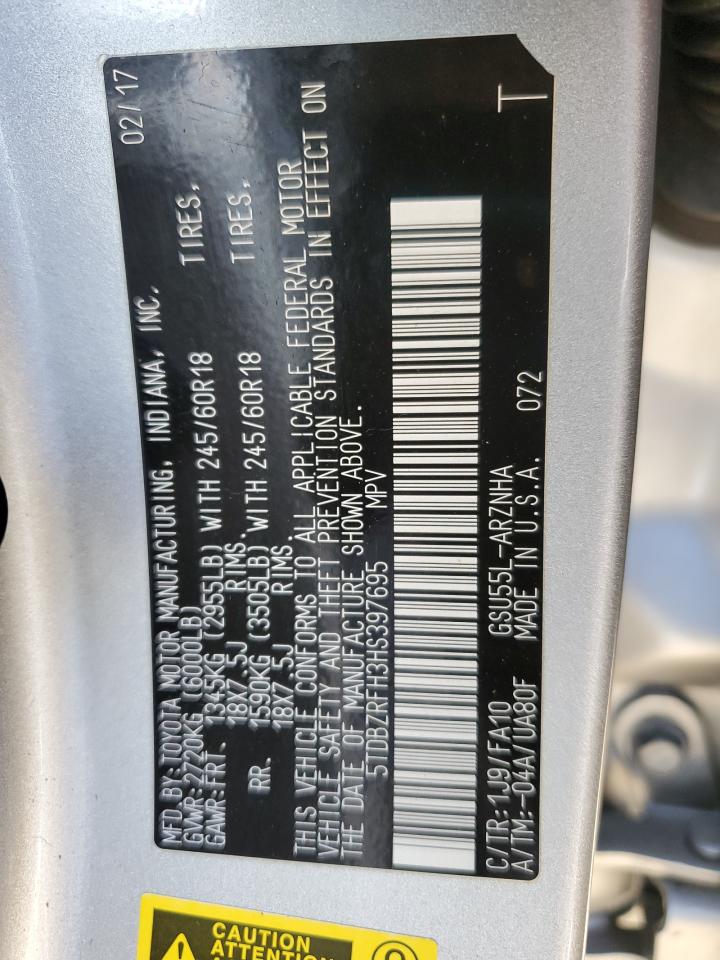 MFD.BY:TOYOTA MOTOR MANUFACTURING, INDIANA, INC. 02/17
GVWR:2720KG (6000LB)
GAWR:FRT. 1345KG (2955LB) WITH 245/60R18 TIRES,
18X7.5J RIMS.
RR. 1590KG (3505LB) WITH 245/60R18 TIRES,
18X7.5J RIMS.
THIS VEHICLE CONFORMS TO ALL APPLICABLE FEDERAL MOTOR
VEHICLE SAFETY AND THEFT PREVENTION STANDARDS IN EFFECT ON
THE DATE OF MANUFACTURE SHOWN ABOVE.
5TDBZRFH3HS397695 MPV
C/TR:1J9/FA10 GSU55L-ARZNHA T
A/TM:-04A/UA80F MADE IN U.S.A. 072
CAUTION
ATTENTION